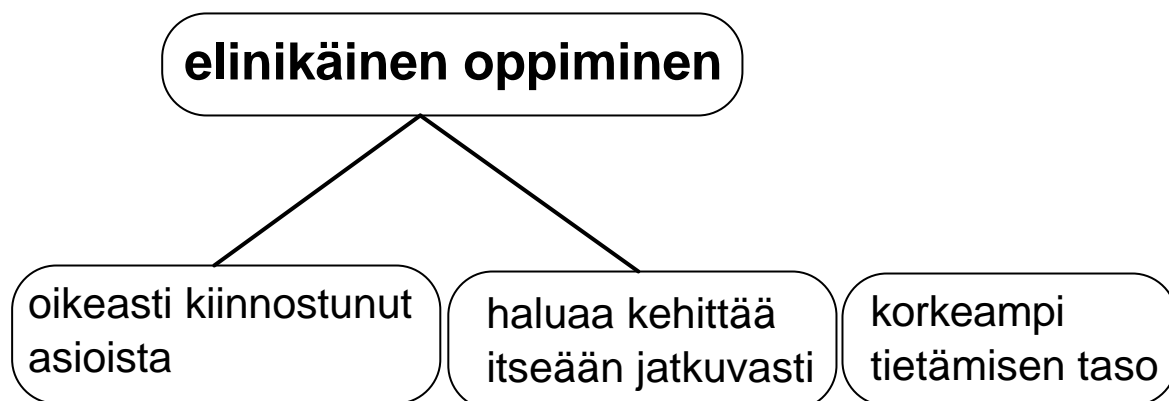 elinikäinen oppiminen
oikeasti kiinnostunut
asioista
haluaa kehittää
itseään jatkuvasti
korkeampi
tietämisen taso